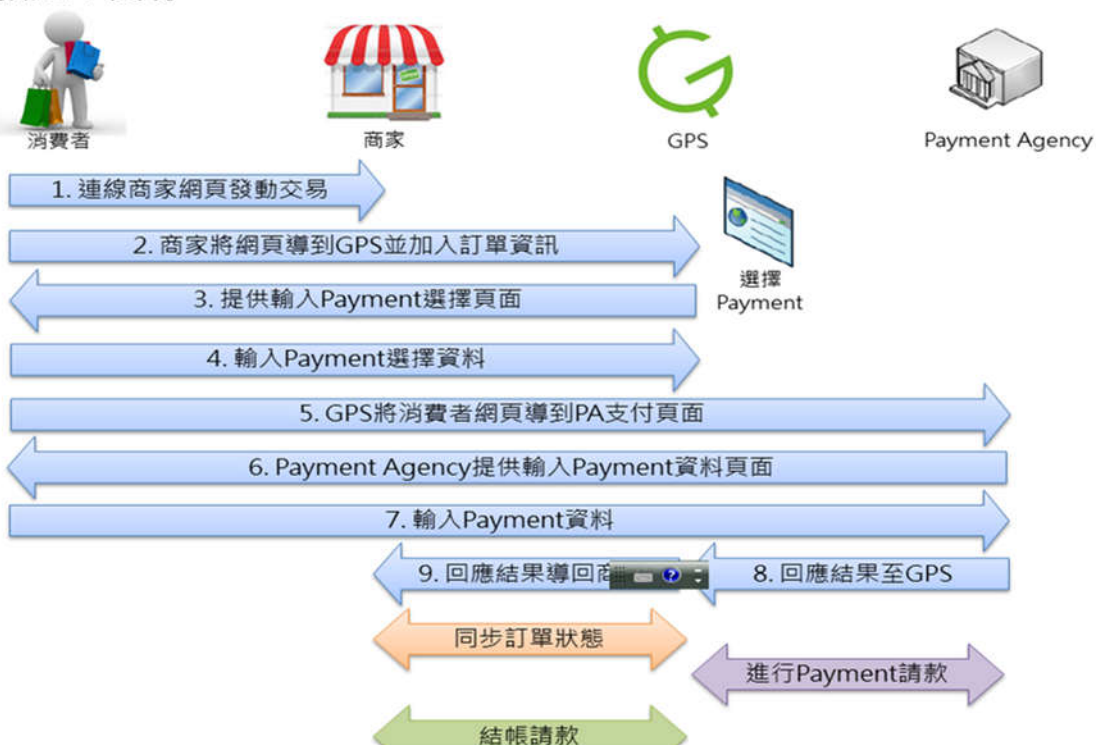 消費者
商家
GPS
Payment Agency
1. 連線商家網頁發動交易
2. 商家將網頁導到GPS並加入訂單資訊
選擇
Payment
3. 提供輸入Payment選擇頁面
4. 輸入Payment選擇資料
5. GPS將消費者網頁導到PA支付頁面
6. Payment Agency提供輸入Payment資料頁面
7. 輸入Payment資料
9. 回應結果導回商
8. 回應結果至GPS
同步訂單狀態
進行Payment請款
結帳請款